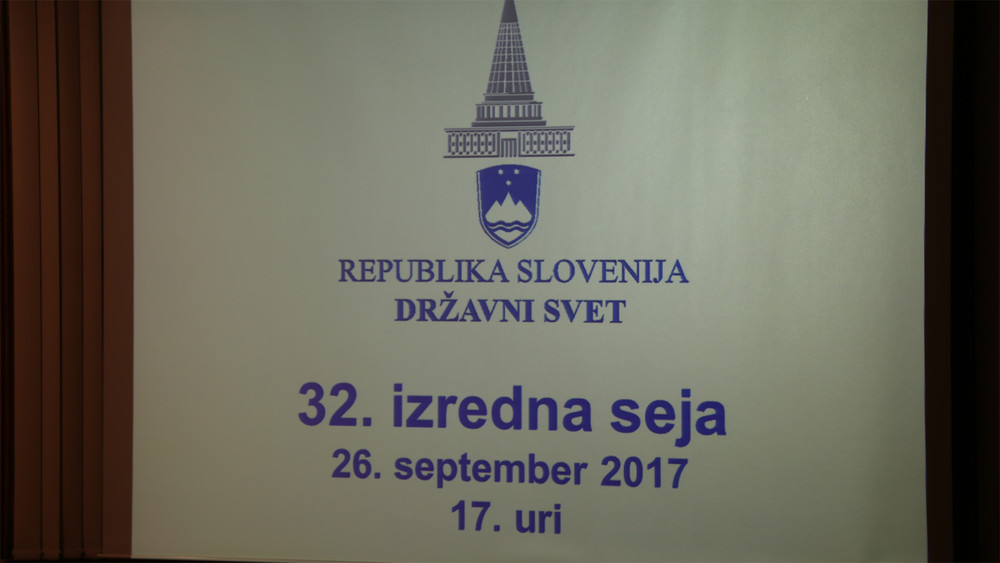 REPUBLIKA SLOVENIJA
DRŽAVNI SVET
32. izredna seja
26. september 2017
17. uri